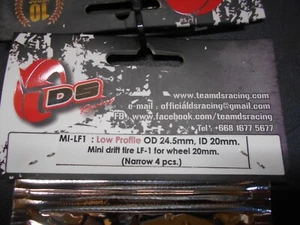 DS
Racing
www.teamdsracing.com
e-mail : officialdsracing@gmail.com
FB : www.facebook.com/teamdsracing
Tel : +668 1677 5677
MI-LF1 : Low Profile OD 24.5mm, ID 20mm.
Mini drift tire LF-1 for wheel 20mm.
(Narrow 4 pcs.)